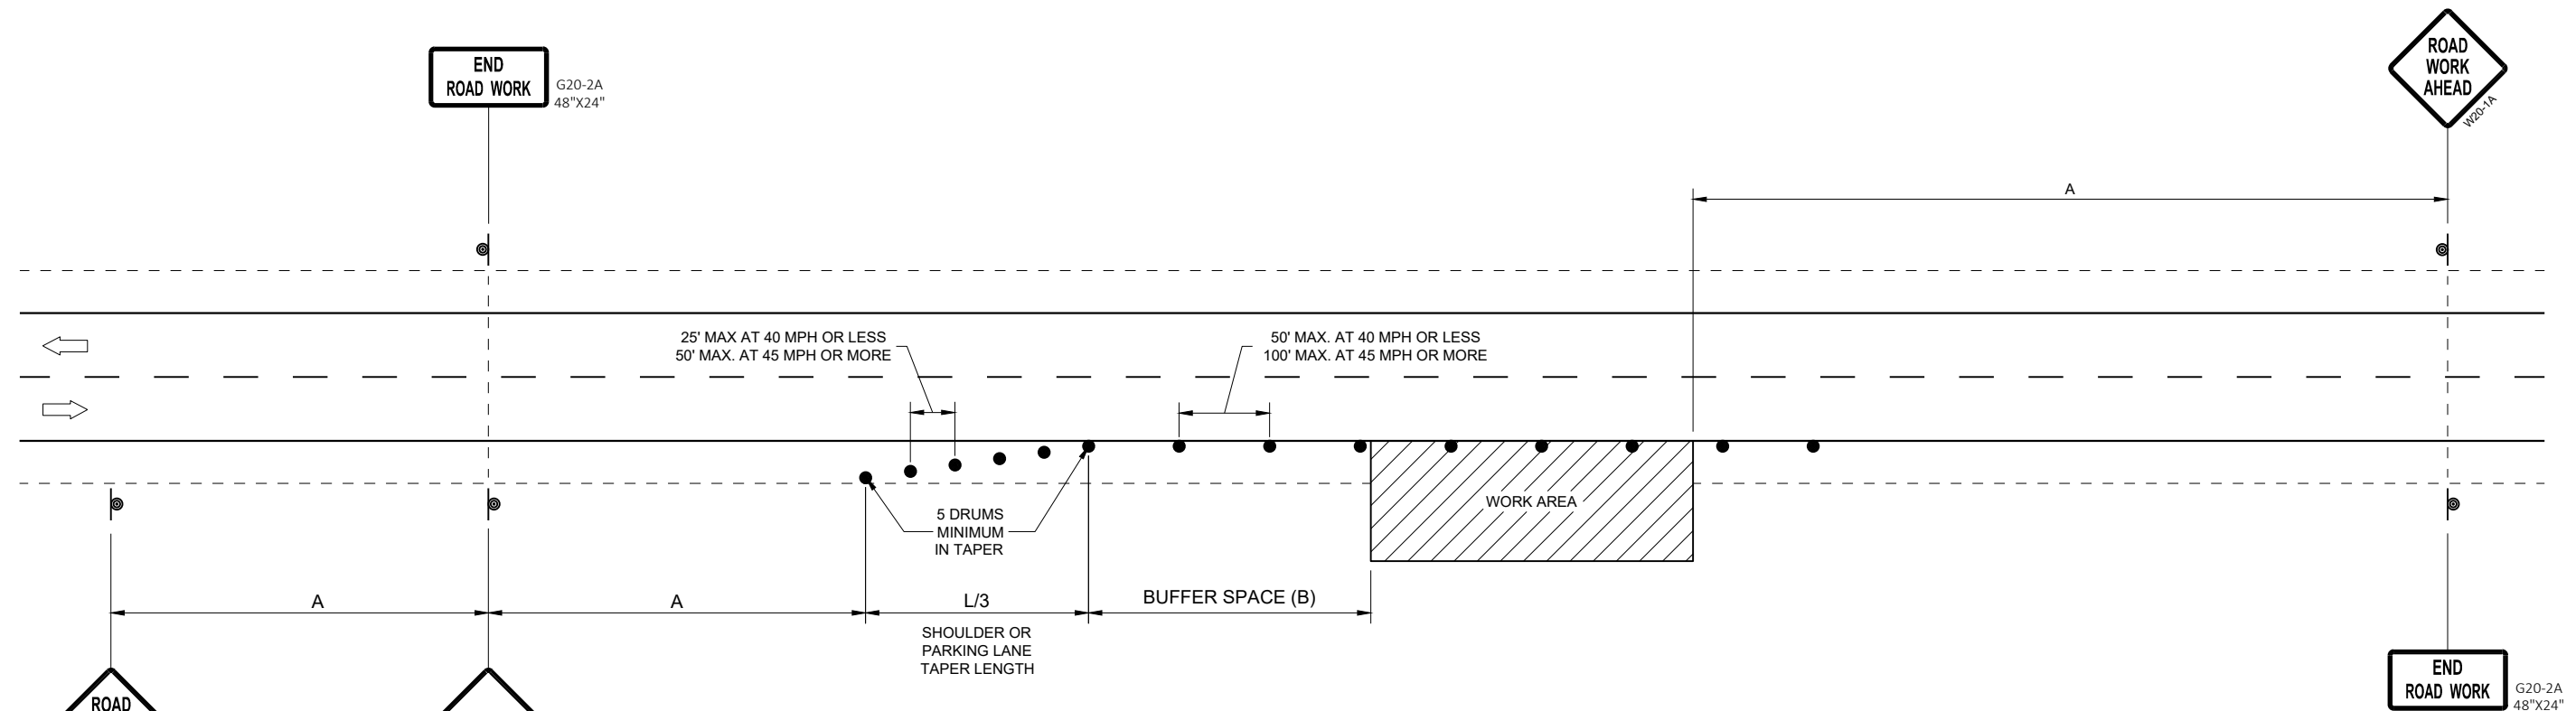 END
ROAD WORK
G20-2A
48"X24"
ROAD
WORK
AHEAD
W20-1A
A
25' MAX AT 40 MPH OR LESS
50' MAX. AT 45 MPH OR MORE
50' MAX. AT 40 MPH OR LESS
100' MAX. AT 45 MPH OR MORE
5 DRUMS
MINIMUM
IN TAPER
WORK AREA
A
A
L/3
BUFFER SPACE (B)
SHOULDER OR
PARKING LANE
TAPER LENGTH
ROAD
END
ROAD WORK
G20-2A
48"X24"